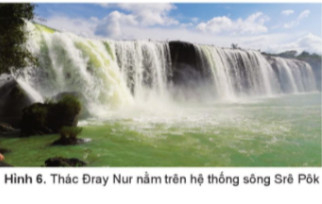 Hình 6. Thác Đray Nur nằm trên hệ thống sông Srê Pôk